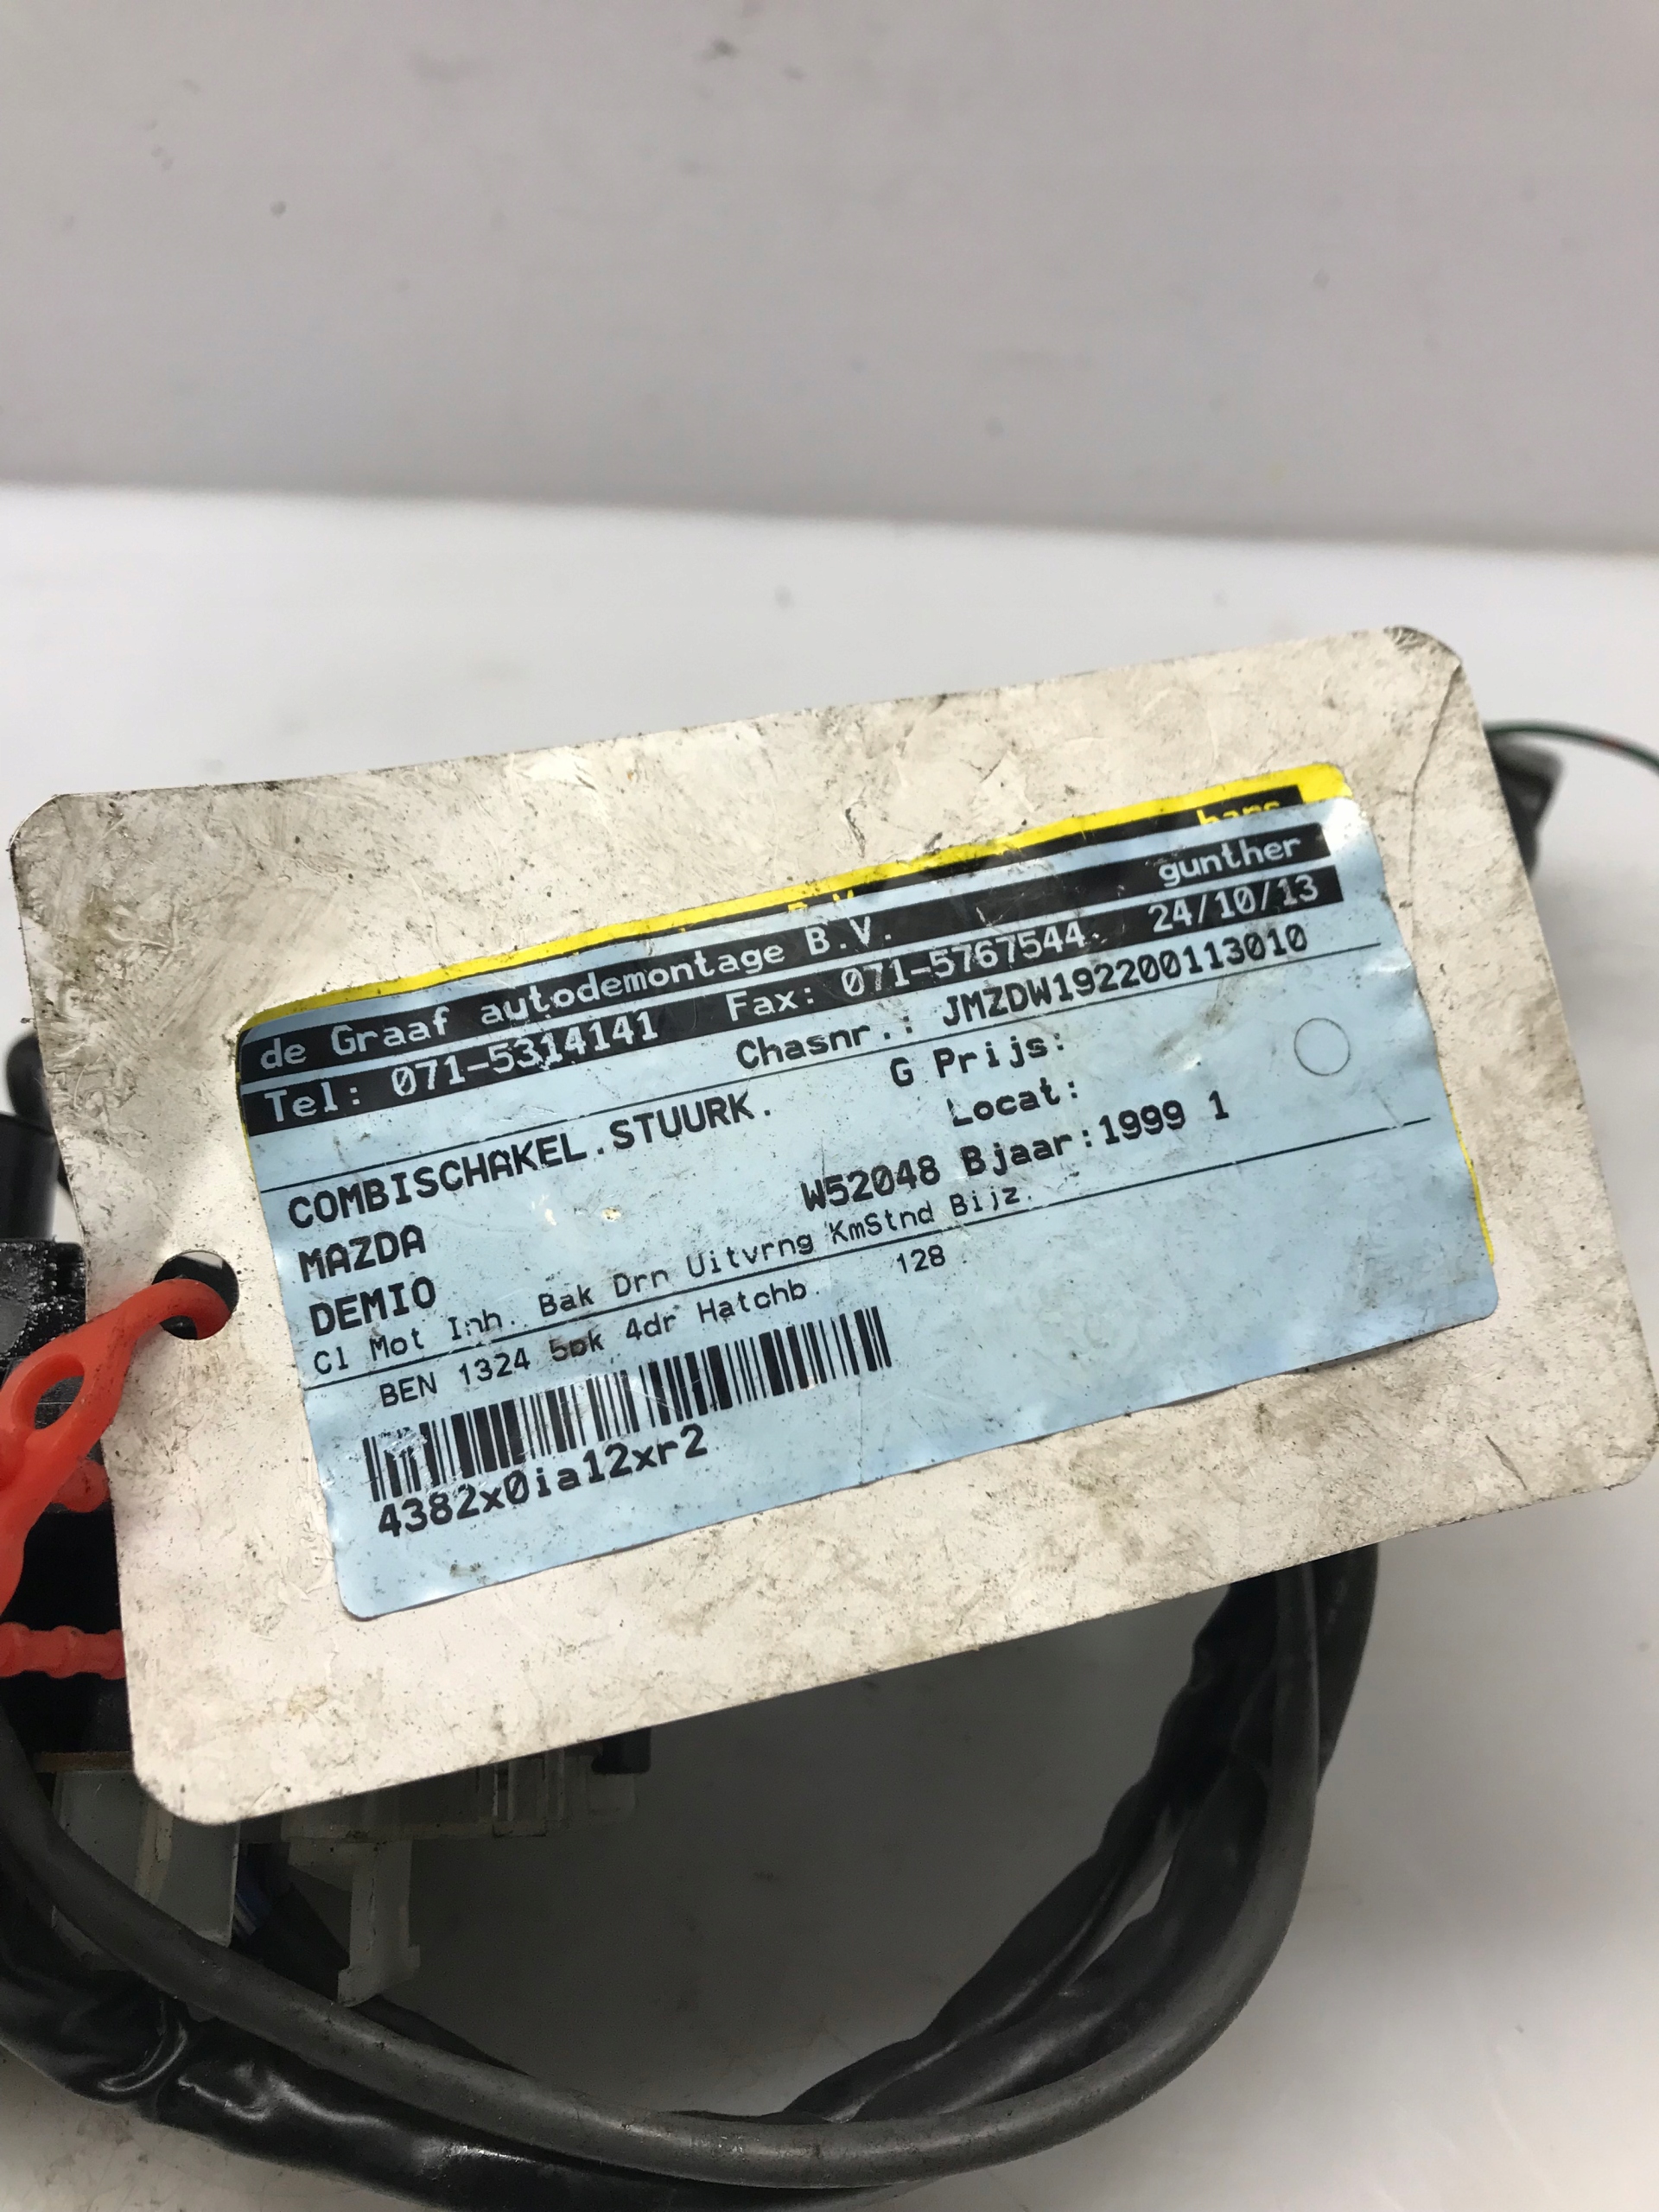 hans
de Graaf autodemontage B.V. gunther
Tel: 071-5314141 Fax: 071-5767544 24/10/13
Chasnr.: JMZDW192200113010
COMBISCHAKEL.STUURK. G Prijs:
MAZDA Locat:
DEMIO W52048 Bjaar:1999 1
Cl Mot Inh. Bak Drn Uitvrng KmStnd Bijz.
BEN 1324 5bk 4dr Hatchb. 128
4382x0ia12xr2